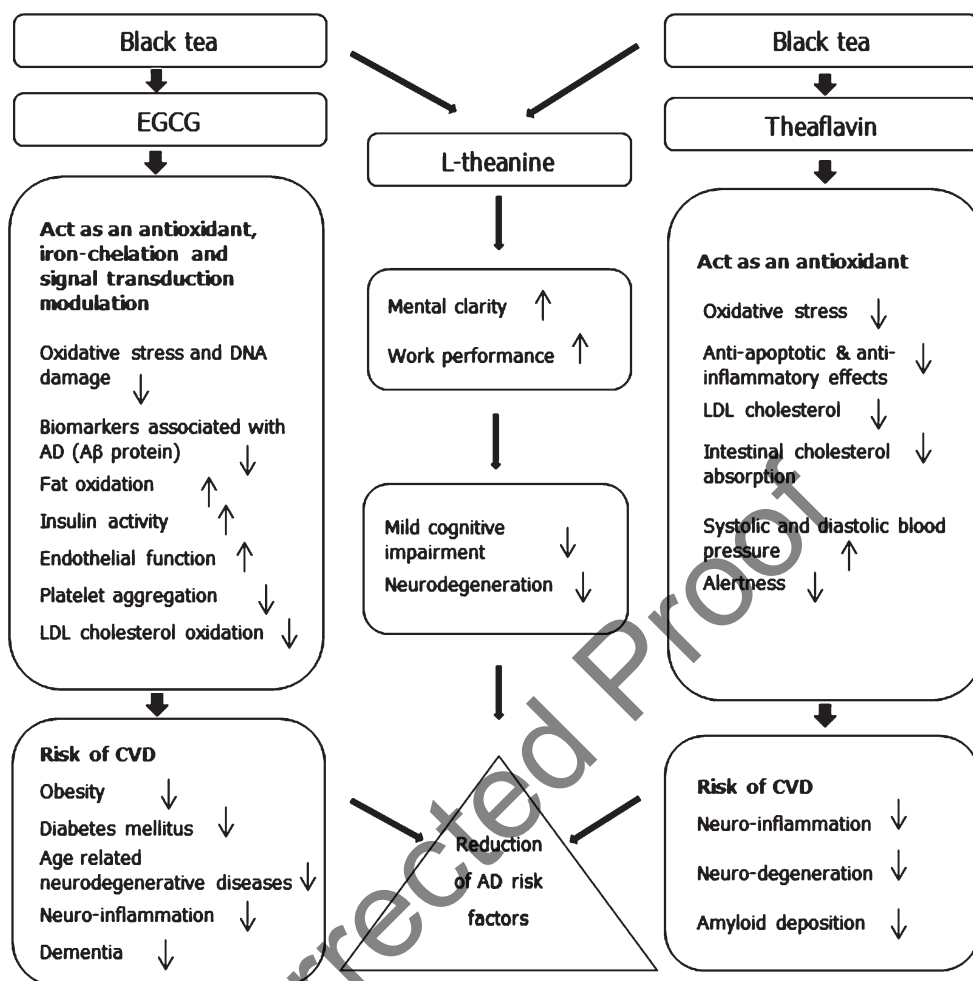 Black tea
EGCG
Act as an antioxidant,
iron-chelation and
signal transduction
modulation
Oxidative stress and DNA
damage ↓
Biomarkers associated with
AD (Aβ protein) ↓
Fat oxidation ↑
Insulin activity ↑
Endothelial function ↑
Platelet aggregation ↓
LDL cholesterol oxidation ↓
Risk of CVD
Obesity ↓
Diabetes mellitus ↓
Age related
neurodegenerative diseases ↓
Neuro-inflammation ↓
Dementia ↓
L-theanine
Mental clarity ↑
Work performance ↑
Mild cognitive
impairment ↓
Neurodegeneration ↓
Reduction
of AD risk
factors
Black tea
Theaflavin
Act as an antioxidant
Oxidative stress ↓
Anti-apoptotic & anti-
inflammatory effects ↓
LDL cholesterol ↓
Intestinal cholesterol
absorption ↓
Systolic and diastolic blood
pressure ↑
Alertness ↓
Risk of CVD
Neuro-inflammation ↓
Neuro-degeneration ↓
Amyloid deposition ↓
rrected Proof